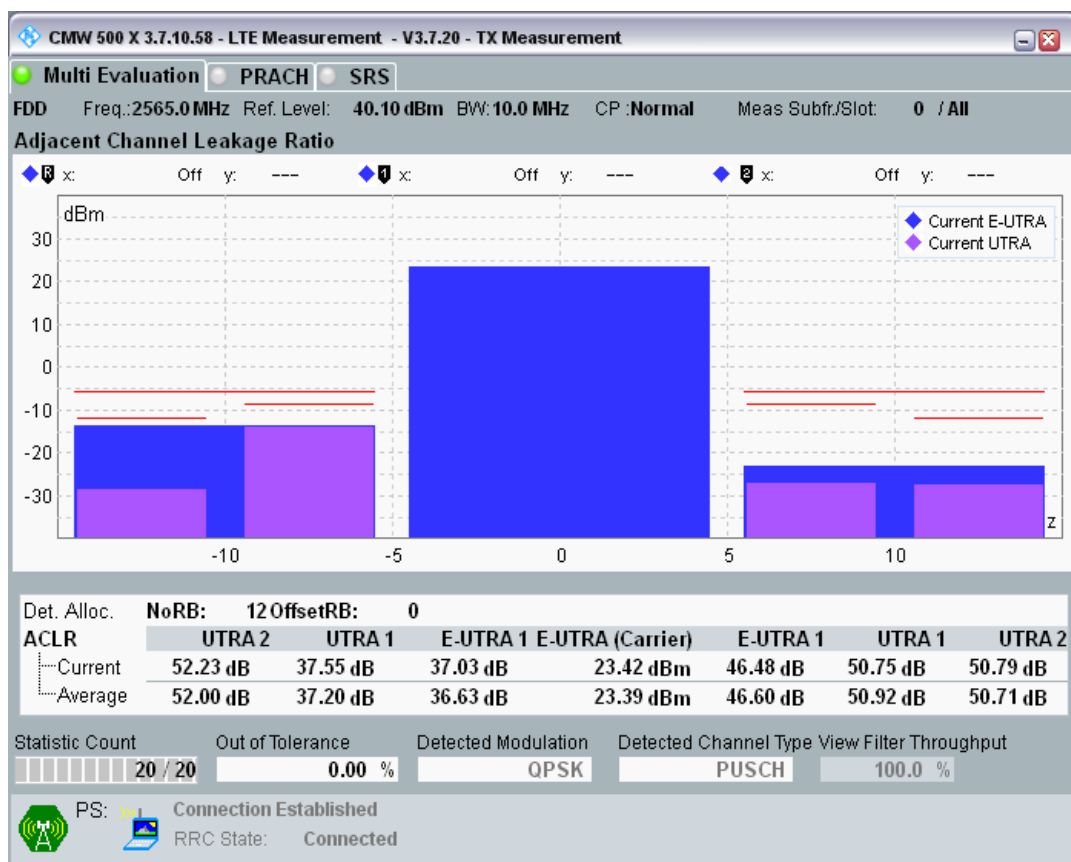 CMW 500 X 3.7.10.58 - LTE Measurement - V3.7.20 - TX Measurement
Multi Evaluation PRACH SRS
FDD Freq.:2565.0 MHz Ref. Level: 40.10 dBm BW: 10.0 MHz CP :Normal Meas Subfr./Slot: 0 / All
Adjacent Channel Leakage Ratio
R x: Off y: --- 1 x: Off y: --- 2 x: Off y: ---
dBm
Current E-UTRA
Current UTRA
30
20
10
0
-10
-20
-30
z
-10 -5 0 5 10
Det. Alloc. NoRB: 12 OffsetRB: 0
ACLR UTRA 2 UTRA 1 E-UTRA 1 E-UTRA (Carrier) E-UTRA 1 UTRA 1 UTRA 2
Current 52.23 dB 37.55 dB 37.03 dB 23.42 dBm 46.48 dB 50.75 dB 50.79 dB
Average 52.00 dB 37.20 dB 36.63 dB 23.39 dBm 46.60 dB 50.92 dB 50.71 dB
Statistic Count Out of Tolerance Detected Modulation Detected Channel Type View Filter Throughput
20 / 20 0.00 % QPSK PUSCH 100.0 %
PS: Connection Established
RRC State: Connected